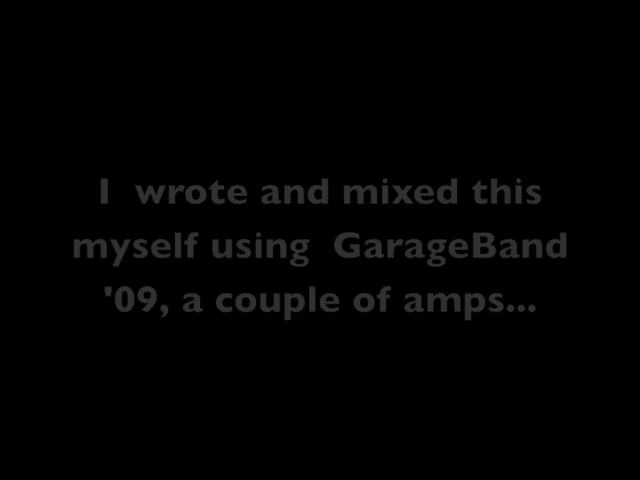 I  wrote and mixed this
myself using  GarageBand
'09, a couple of amps...